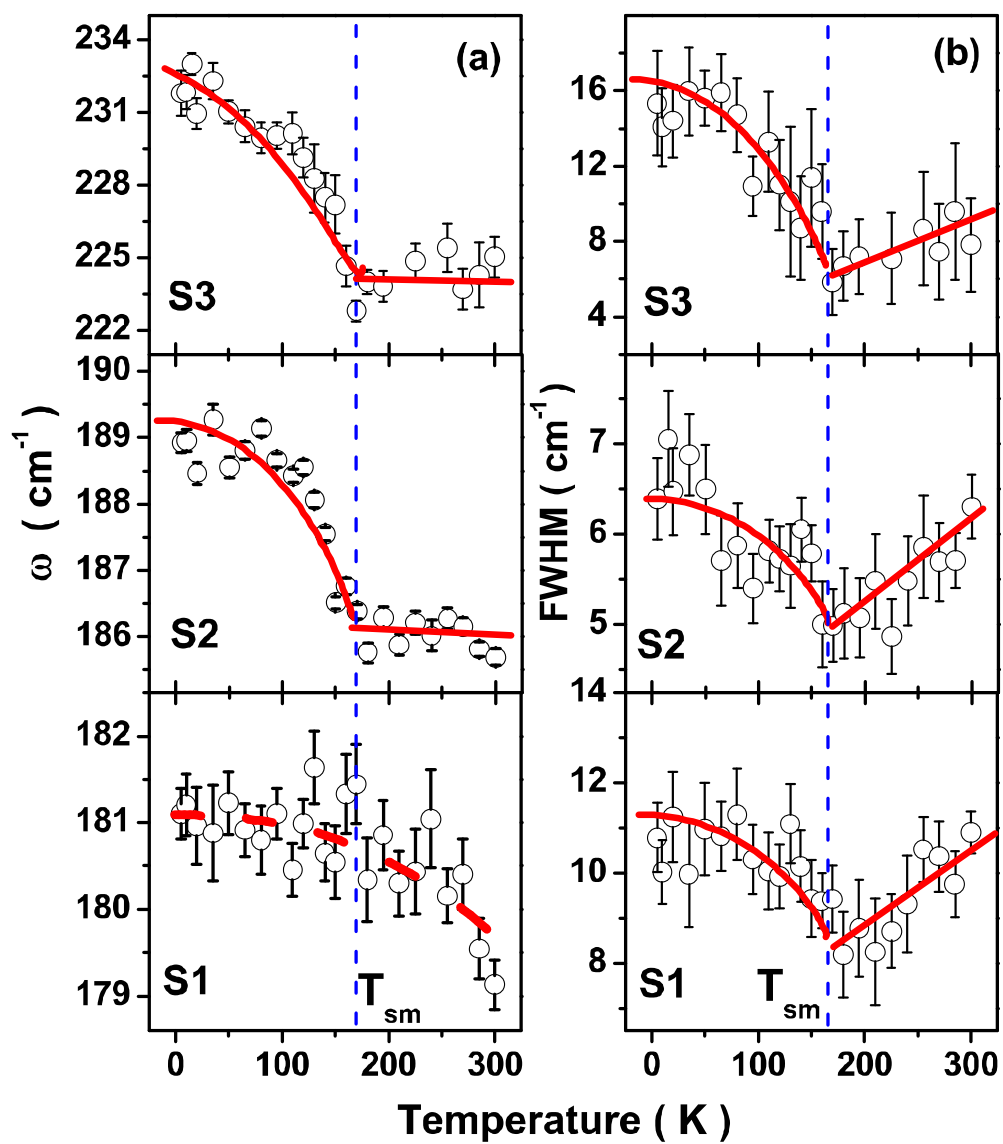 (a)
234
231
228
225
222
S3
190
189
188
187
186
S2
182
181
180
179
S1
T sm
0 100 200 300
ω ( cm⁻¹ )
(b)
16
12
8
4
S3
7
6
5
S2
14
12
10
8
S1
T sm
0 100 200 300
FWHM ( cm⁻¹ )
Temperature ( K )